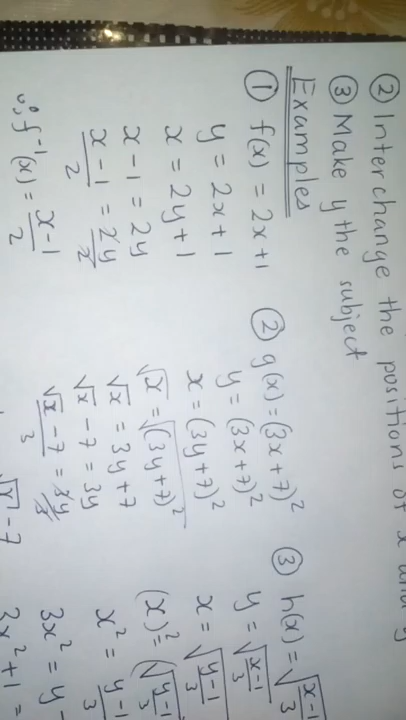 ② Interchange the positions of x and y
③ Make y the subject
Examples
① f(x) = 2x + 1
y = 2x + 1
x = 2y + 1
x - 1 = 2y
(x - 1)/2 = 2y/2
∴ f⁻¹(x) = (x - 1)/2
② g(x) = (3x + 7)²
y = (3x + 7)²
x = (3y + 7)²
√x = √(3y + 7)²
√x = 3y + 7
√x - 7 = 3y
(√x - 7)/3 = 3y/3
√x - 7
③ h(x) = √((x - 1)/3)
y = √((x - 1)/3)
x = √((y - 1)/3)
(x)² = (√((y - 1)/3)
x² = (y - 1)/3
3x² = y -
3x² + 1 =